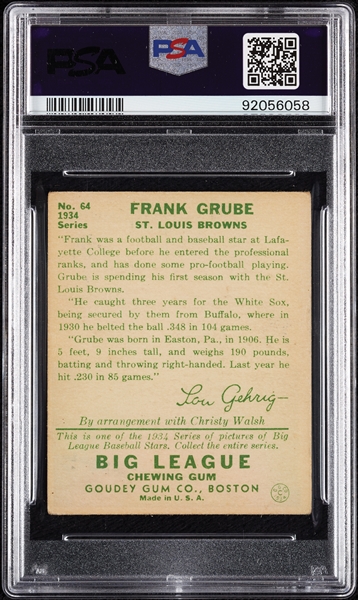 PSA
PSA
92056058
No. 64
1934
Series
FRANK GRUBE
ST. LOUIS BROWNS
"Frank was a football and baseball star at Lafa-
yette College before he entered the professional
ranks, and has done some pro-football playing.
Grube is spending his first season with the St.
Louis Browns.
"He caught three years for the White Sox,
being secured by them from Buffalo, where
in 1930 he belted the ball .348 in 104 games.
"Grube was born in Easton, Pa., in 1906. He is
5 feet, 9 inches tall, and weighs 190 pounds,
batting and throwing right-handed. Last year he
hit .230 in 85 games."
Lou Gehrig
By arrangement with Christy Walsh
This is one of the 1934 Series of pictures of Big
League Baseball Stars. Collect the entire series.
BIG LEAGUE
CHEWING GUM
GOUDEY GUM CO., BOSTON
Made in U. S. A.